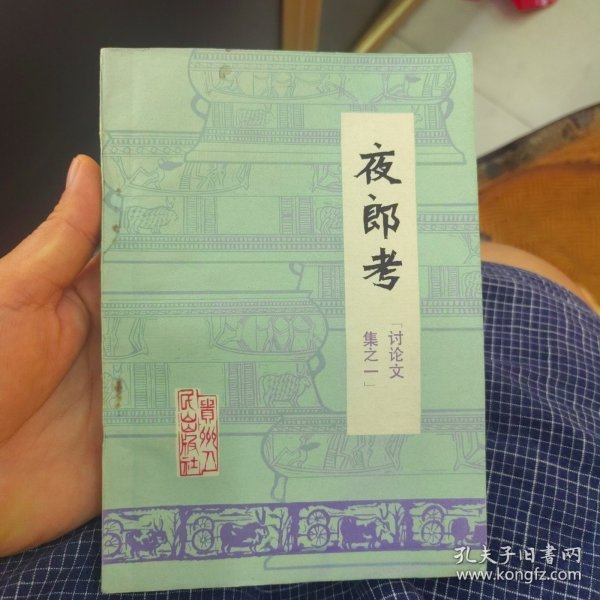 夜郎考
「讨论文
集之一」
贵州人
民出版社
孔夫子旧书网
www.kongfz.com